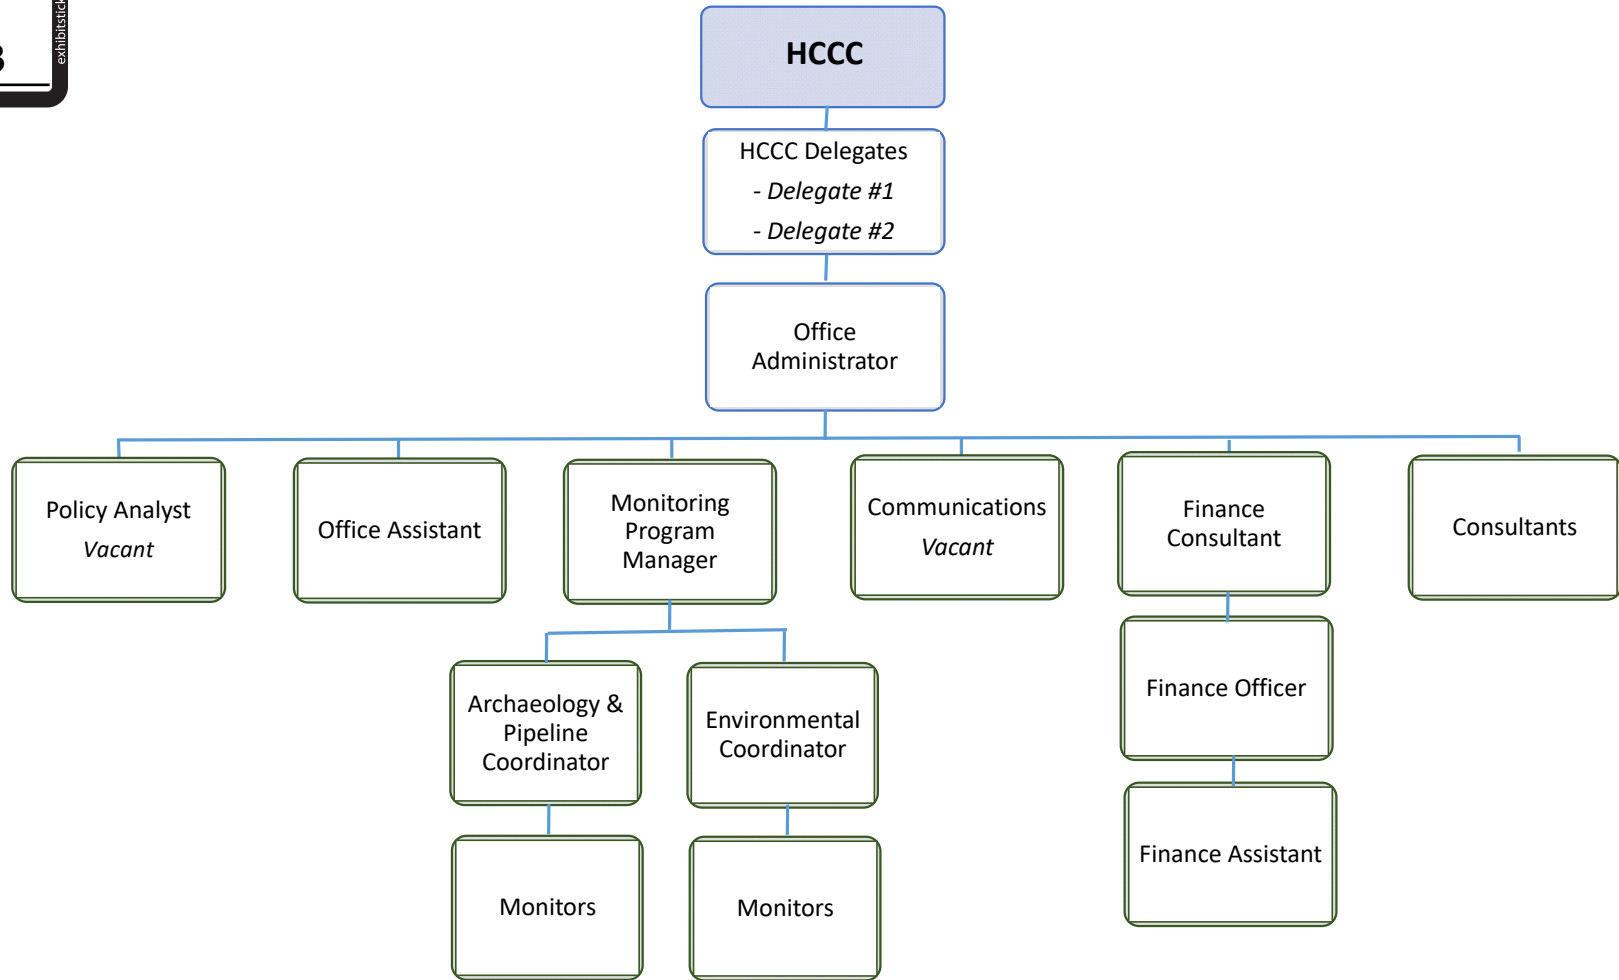 exhibitstick
HCCC
HCCC Delegates
- Delegate #1
- Delegate #2
Office
Administrator
Policy Analyst
Vacant
Office Assistant
Monitoring
Program
Manager
Communications
Vacant
Finance
Consultant
Consultants
Archaeology &
Pipeline
Coordinator
Environmental
Coordinator
Finance Officer
Monitors
Monitors
Finance Assistant